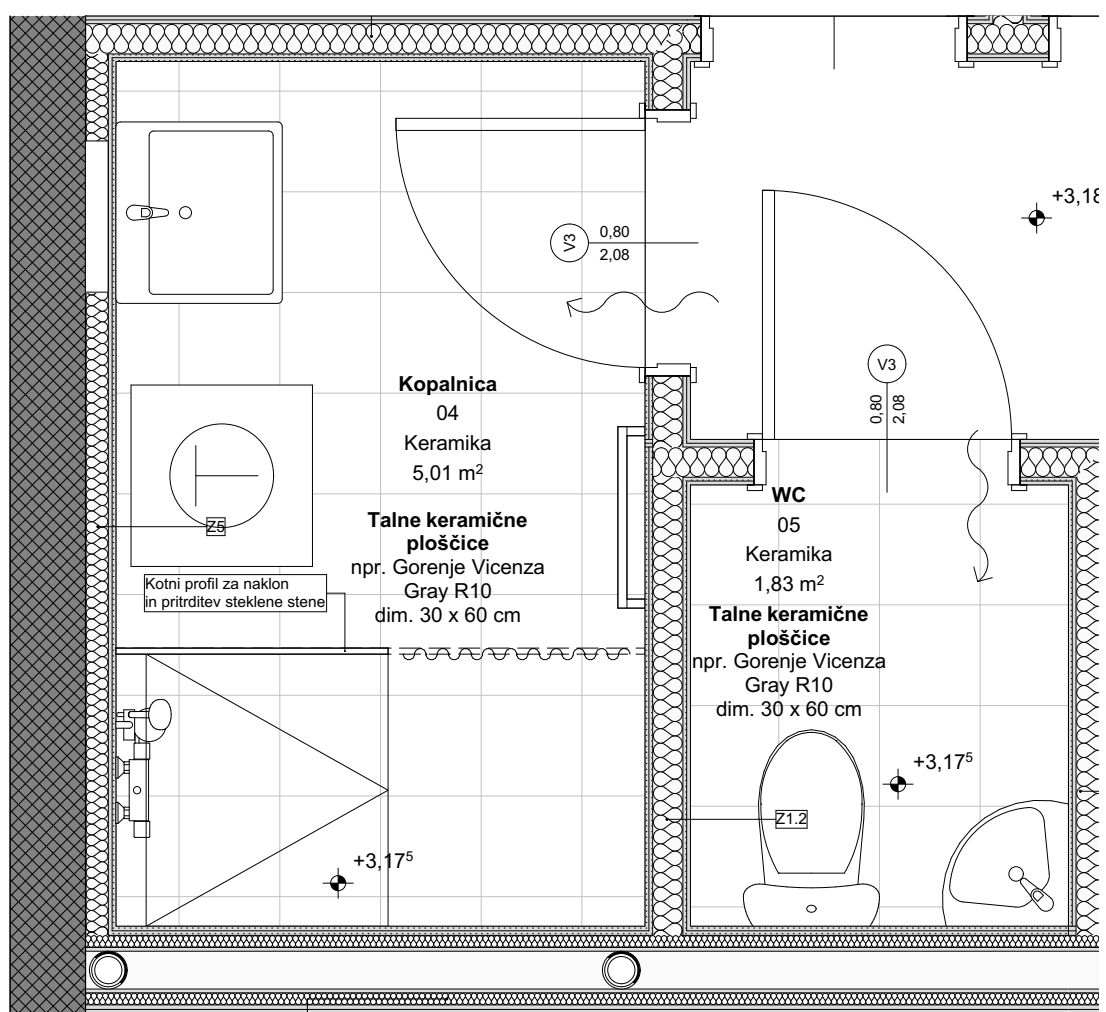 +3,18
V3
0,80
2,08
V3
0,80
2,08
Kopalnica
04
Keramika
5,01 m²
Talne keramične
ploščice
npr. Gorenje Vicenza
Gray R10
dim. 30 x 60 cm
Z5
Kotni profil za naklon
in pritrditev steklene stene
WC
05
Keramika
1,83 m²
Talne keramične
ploščice
npr. Gorenje Vicenza
Gray R10
dim. 30 x 60 cm
+3,17⁵
Z1.2
+3,17⁵